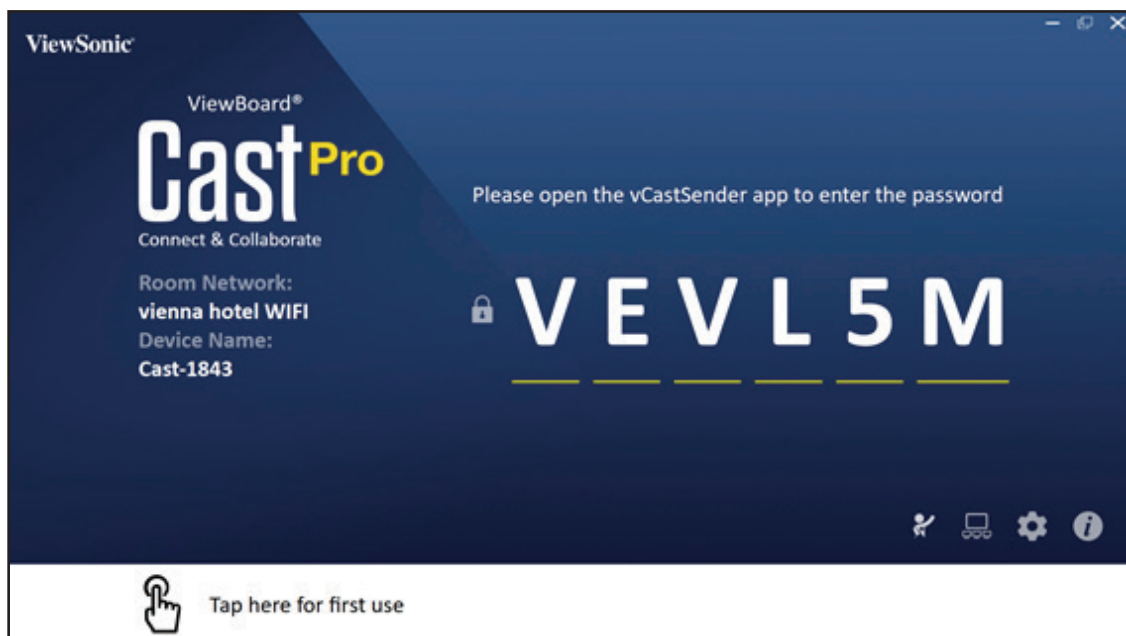 ViewSonic®
ViewBoard®
Cast Pro
Connect & Collaborate
Room Network:
vienna hotel WIFI
Device Name:
Cast-1843
Please open the vCastSender app to enter the password
VEVL5M
Tap here for first use